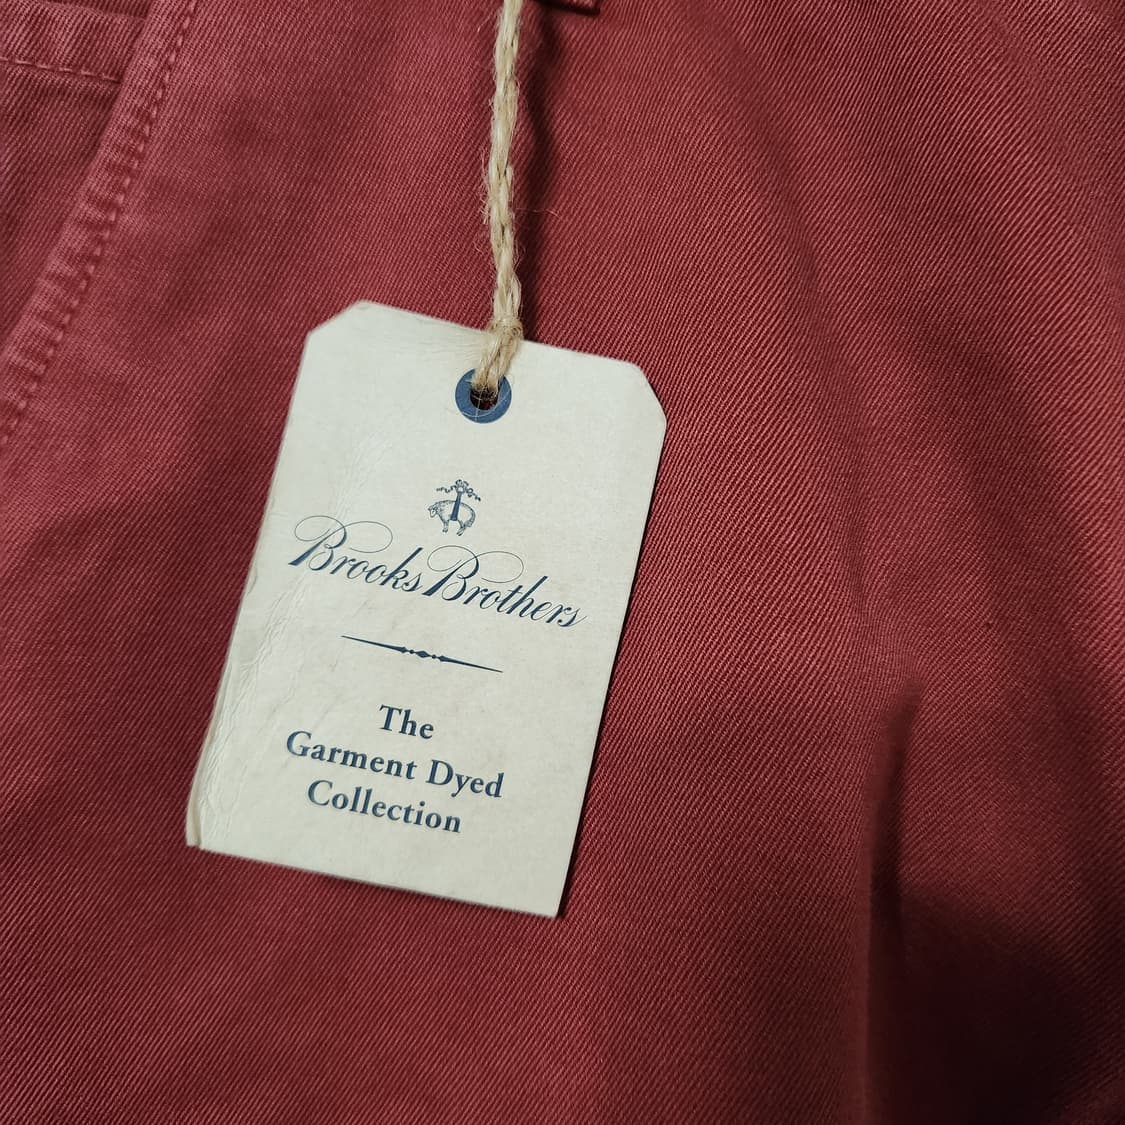 Brooks Brothers
The
Garment Dyed
Collection